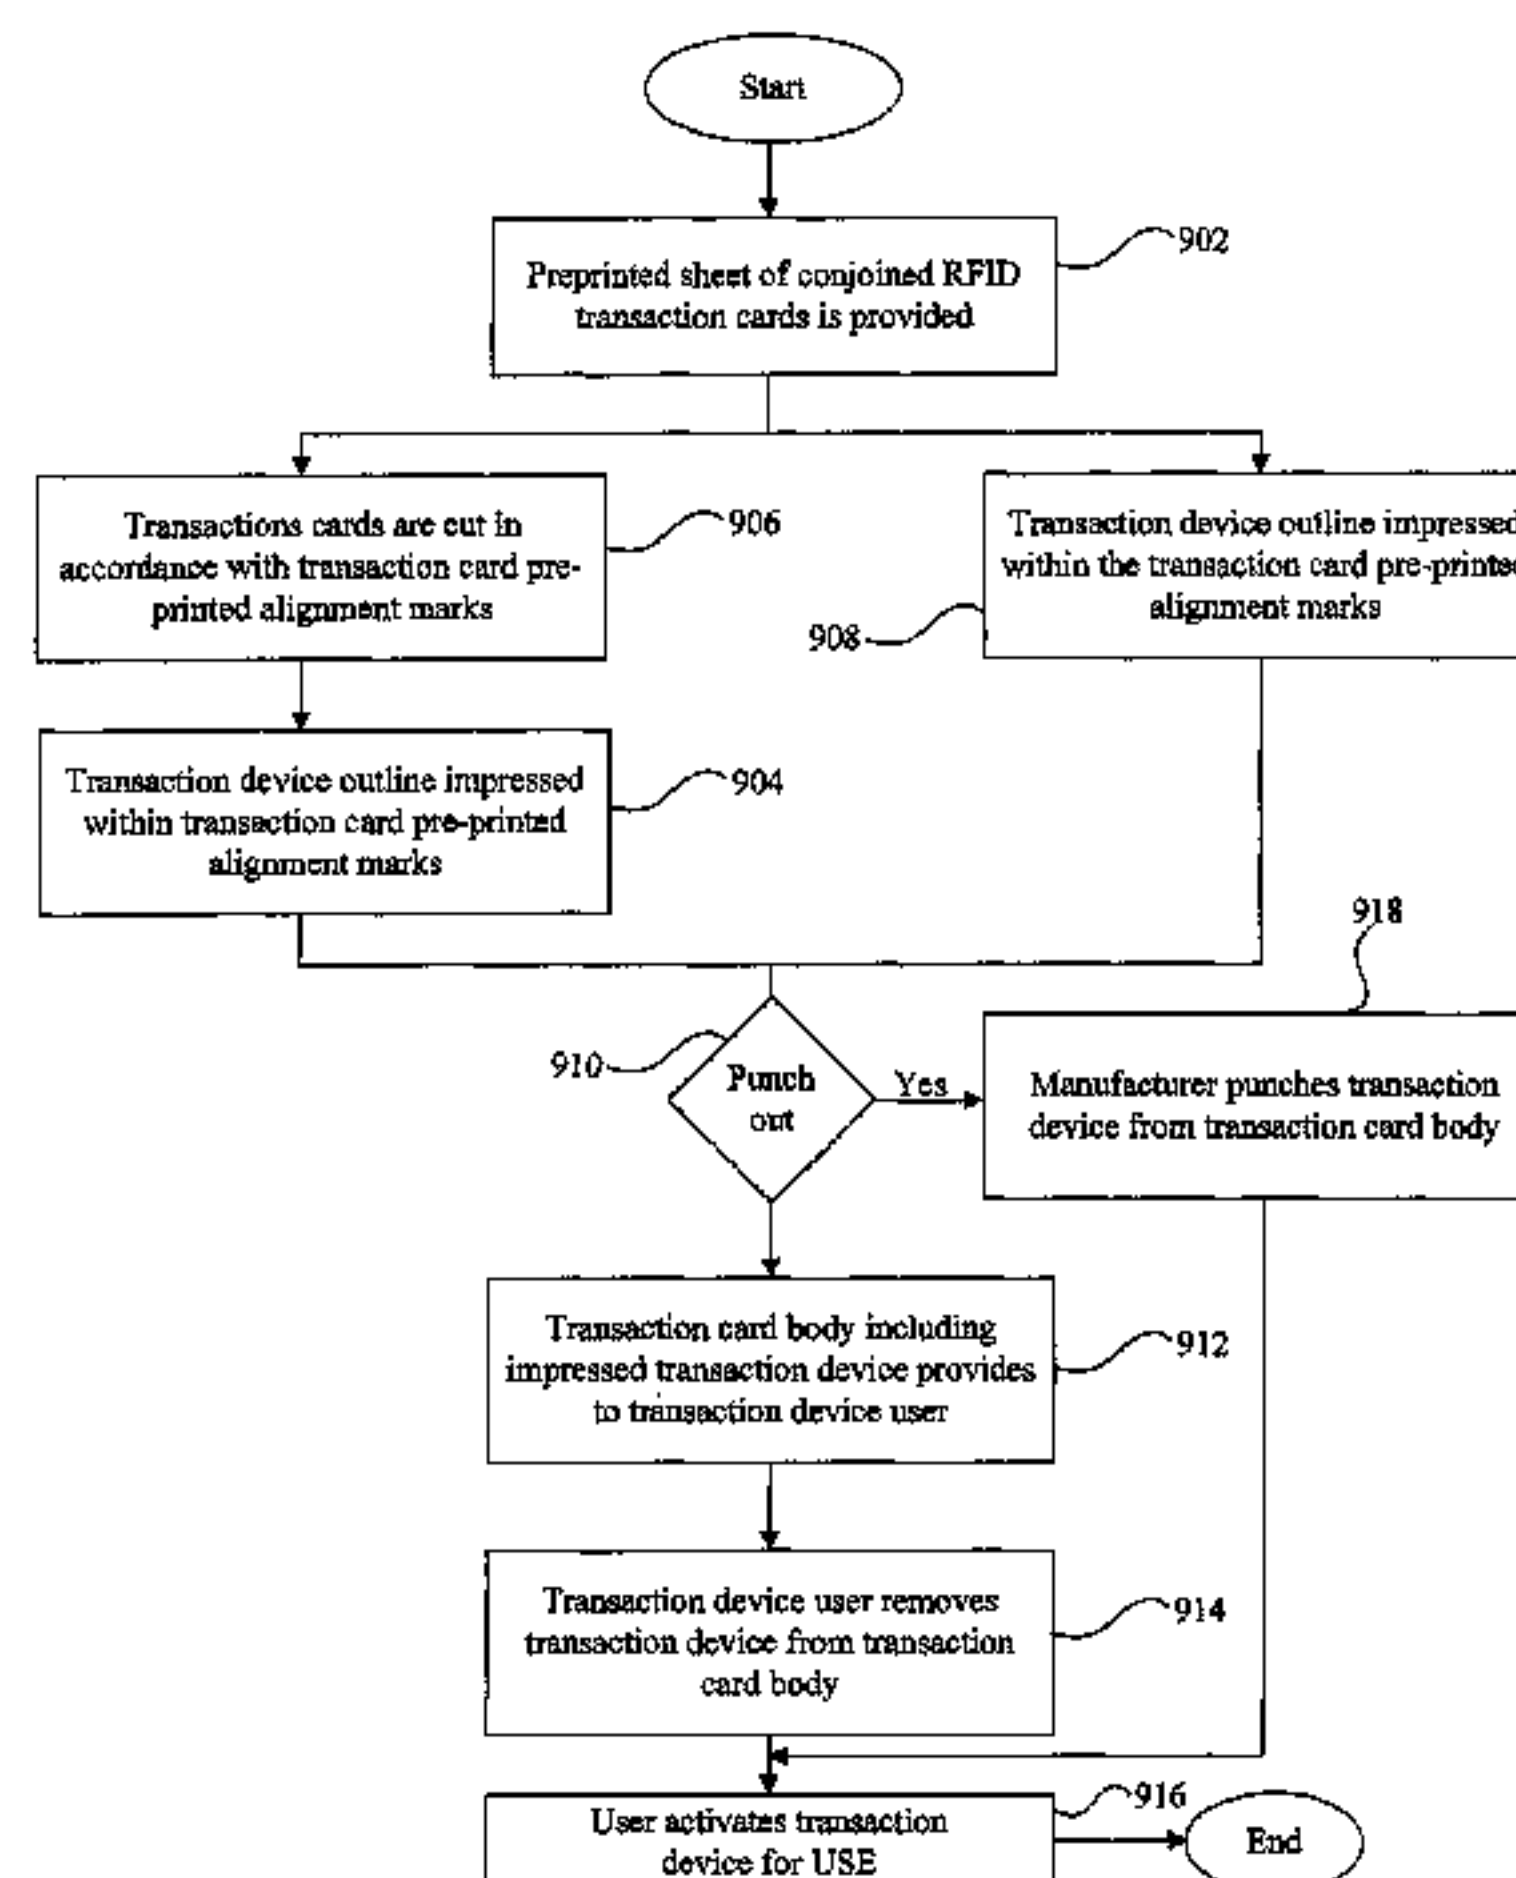 Start
902
Preprinted sheet of conjoined RFID
transaction cards is provided
906
Transactions cards are cut in
accordance with transaction card pre-
printed alignment marks
Transaction device outline impressed
within the transaction card pre-printe
alignment marks
908
904
Transaction device outline impressed
within transaction card pre-printed
alignment marks
918
910
Punch
out
Yes
Manufacturer punches transaction
device from transaction card body
Transaction card body including
impressed transaction device provides
to transaction device user
912
Transaction device user removes
transaction device from transaction
card body
914
916
User activates transaction
device for USE
End